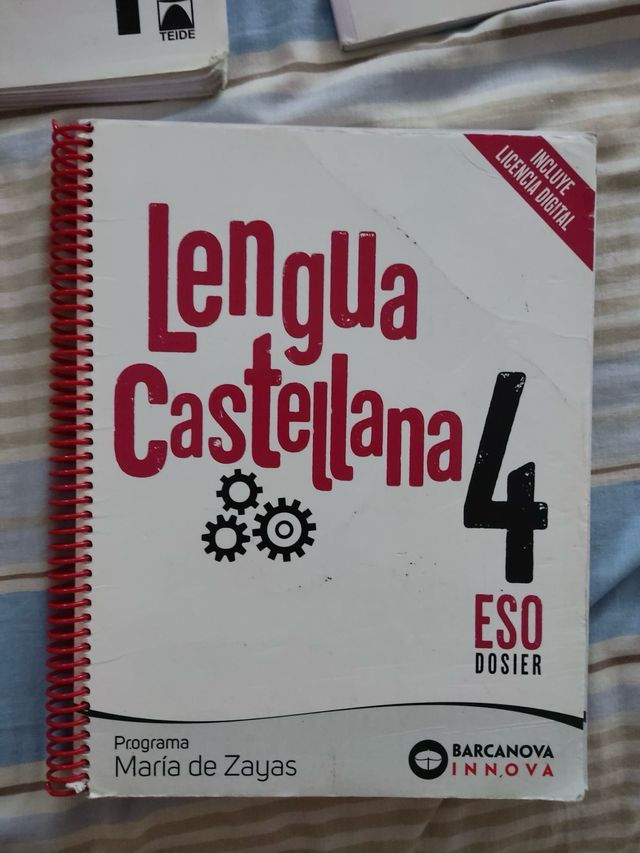 TEIDE
INCLUYE
LICENCIA DIGITAL
Lengua
Castellana
4
ESO
DOSIER
Programa
María de Zayas
BARCANOVA
INNOVA